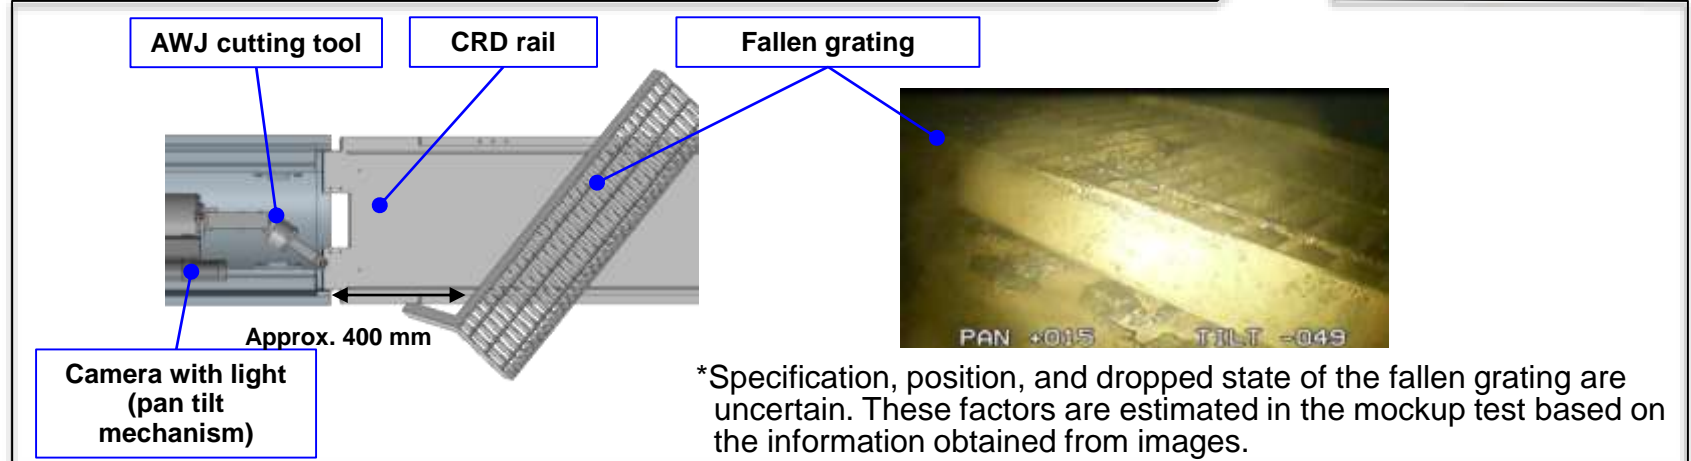 AWJ cutting tool
CRD rail
Fallen grating
Approx. 400 mm
Camera with light
(pan tilt
mechanism)
PAN +015 TILT -049
*Specification, position, and dropped state of the fallen grating are
uncertain. These factors are estimated in the mockup test based on
the information obtained from images.